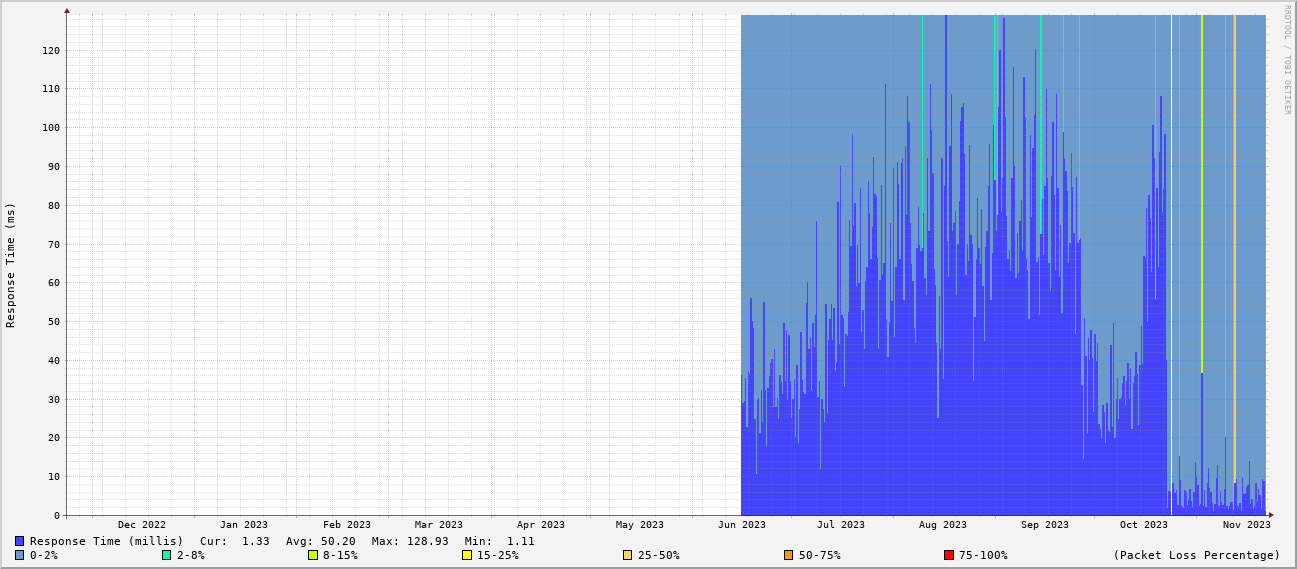 RRDTOOL / TOBI OETIKER
Response Time (ms)
120
110
100
90
80
70
60
50
40
30
20
10
0
Dec 2022 Jan 2023 Feb 2023 Mar 2023 Apr 2023 May 2023 Jun 2023 Jul 2023 Aug 2023 Sep 2023 Oct 2023 Nov 2023
Response Time (millis) Cur: 1.33 Avg: 50.20 Max: 128.93 Min: 1.11
0-2% 2-8% 8-15% 15-25% 25-50% 50-75% 75-100% (Packet Loss Percentage)